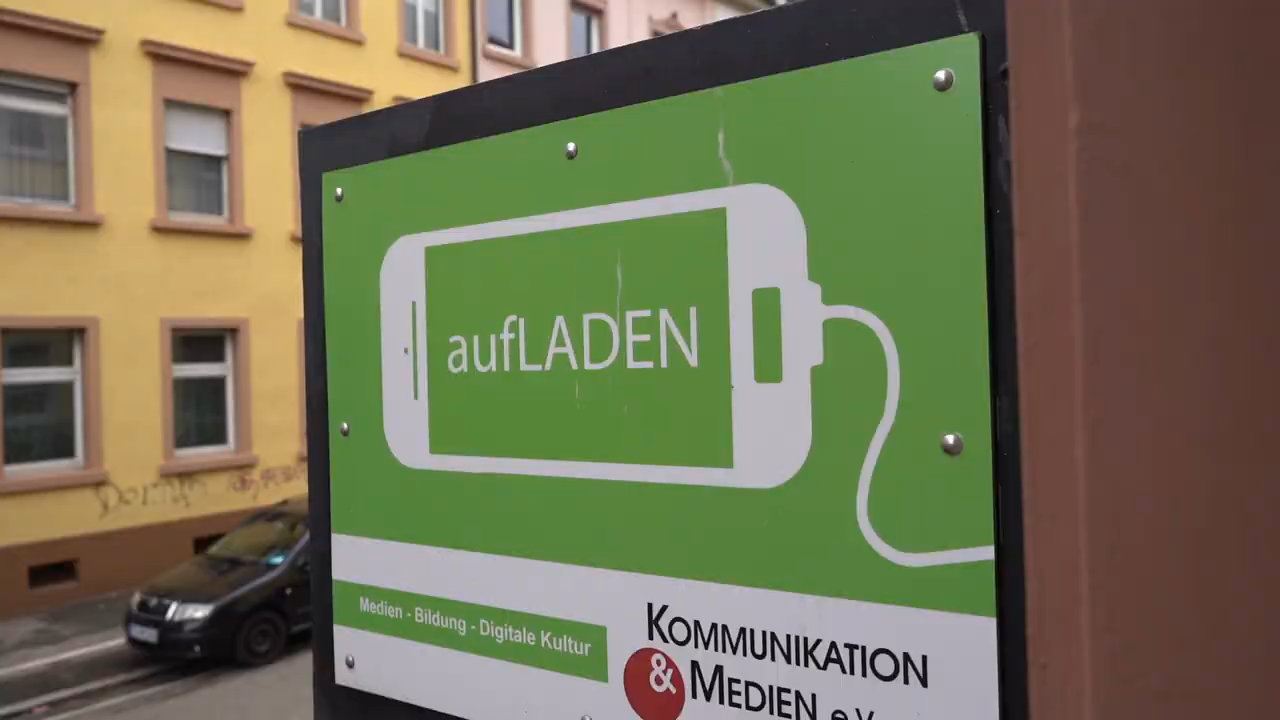 aufLADEN
Medien - Bildung - Digitale Kultur
KOMMUNIKATION
& MEDIEN e.V.